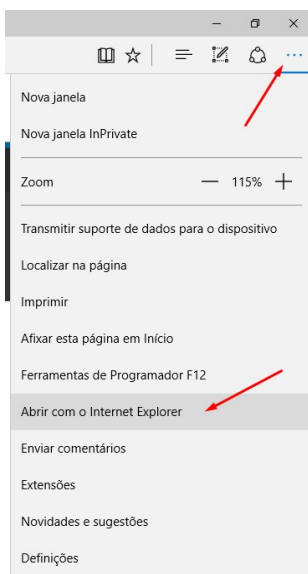 Nova janela
Nova janela InPrivate
Zoom — 115% +
Transmitir suporte de dados para o dispositivo
Localizar na página
Imprimir
Afixar esta página em Início
Ferramentas de Programador F12
Abrir com o Internet Explorer
Enviar comentários
Extensões
Novidades e sugestões
Definições